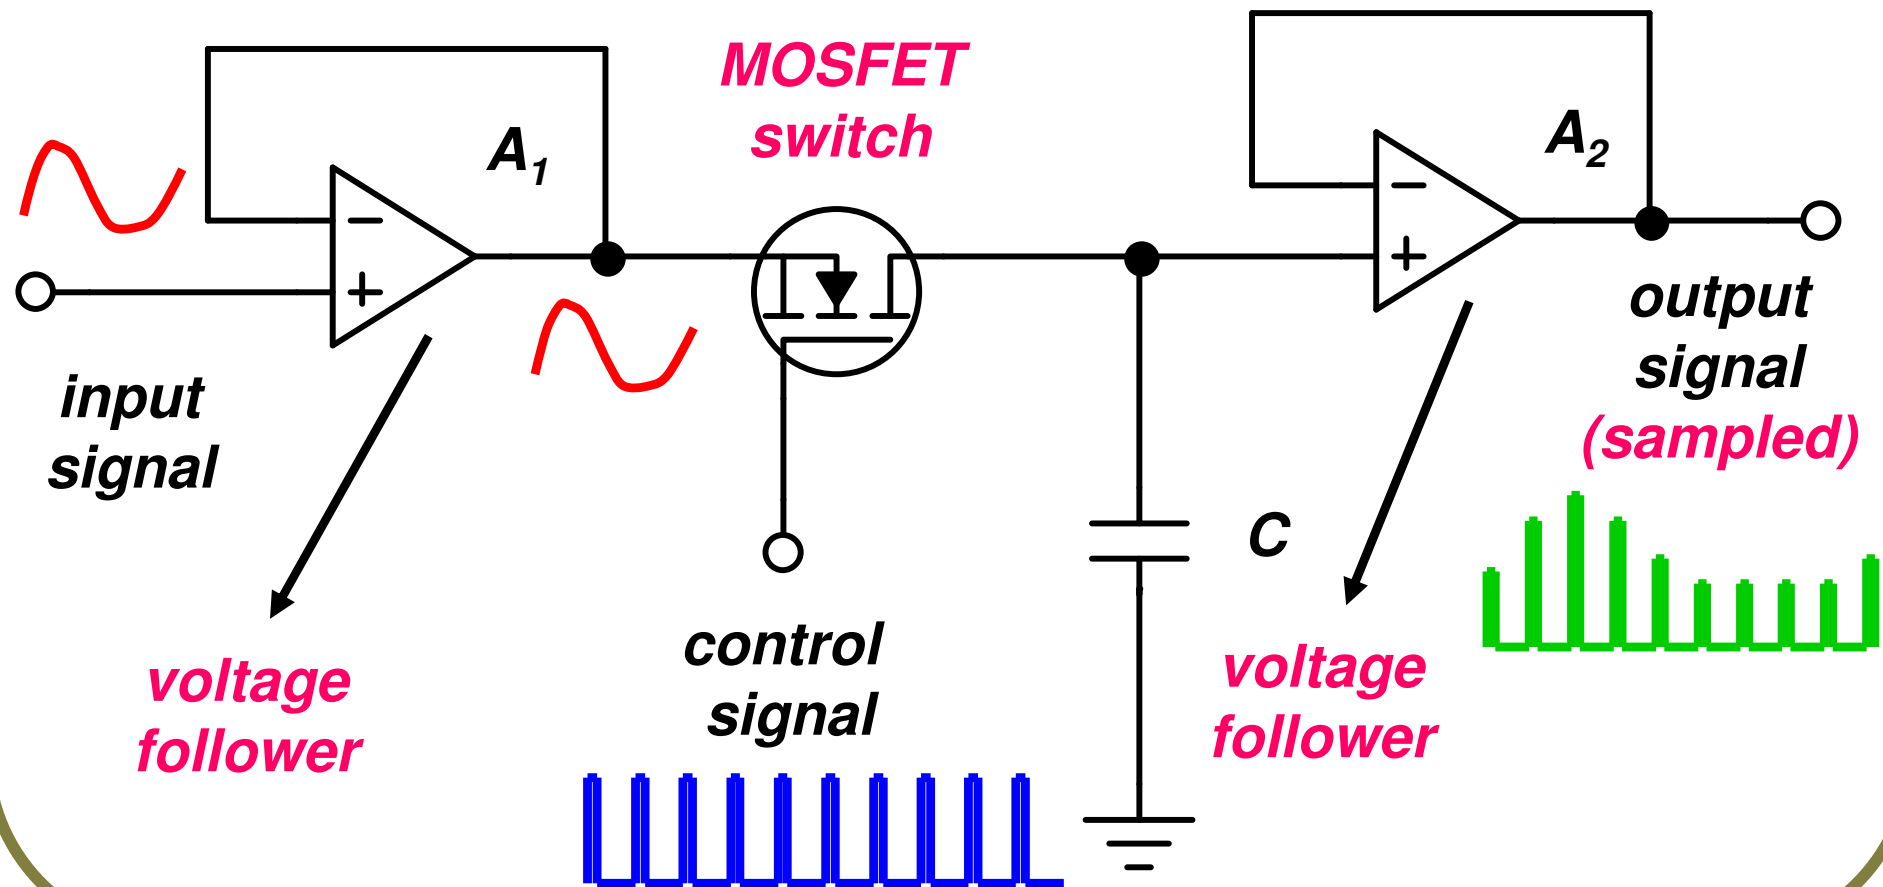 MOSFET
switch
A1
A2
−
+
−
+
input
signal
output
signal
(sampled)
C
control
signal
voltage
follower
voltage
follower